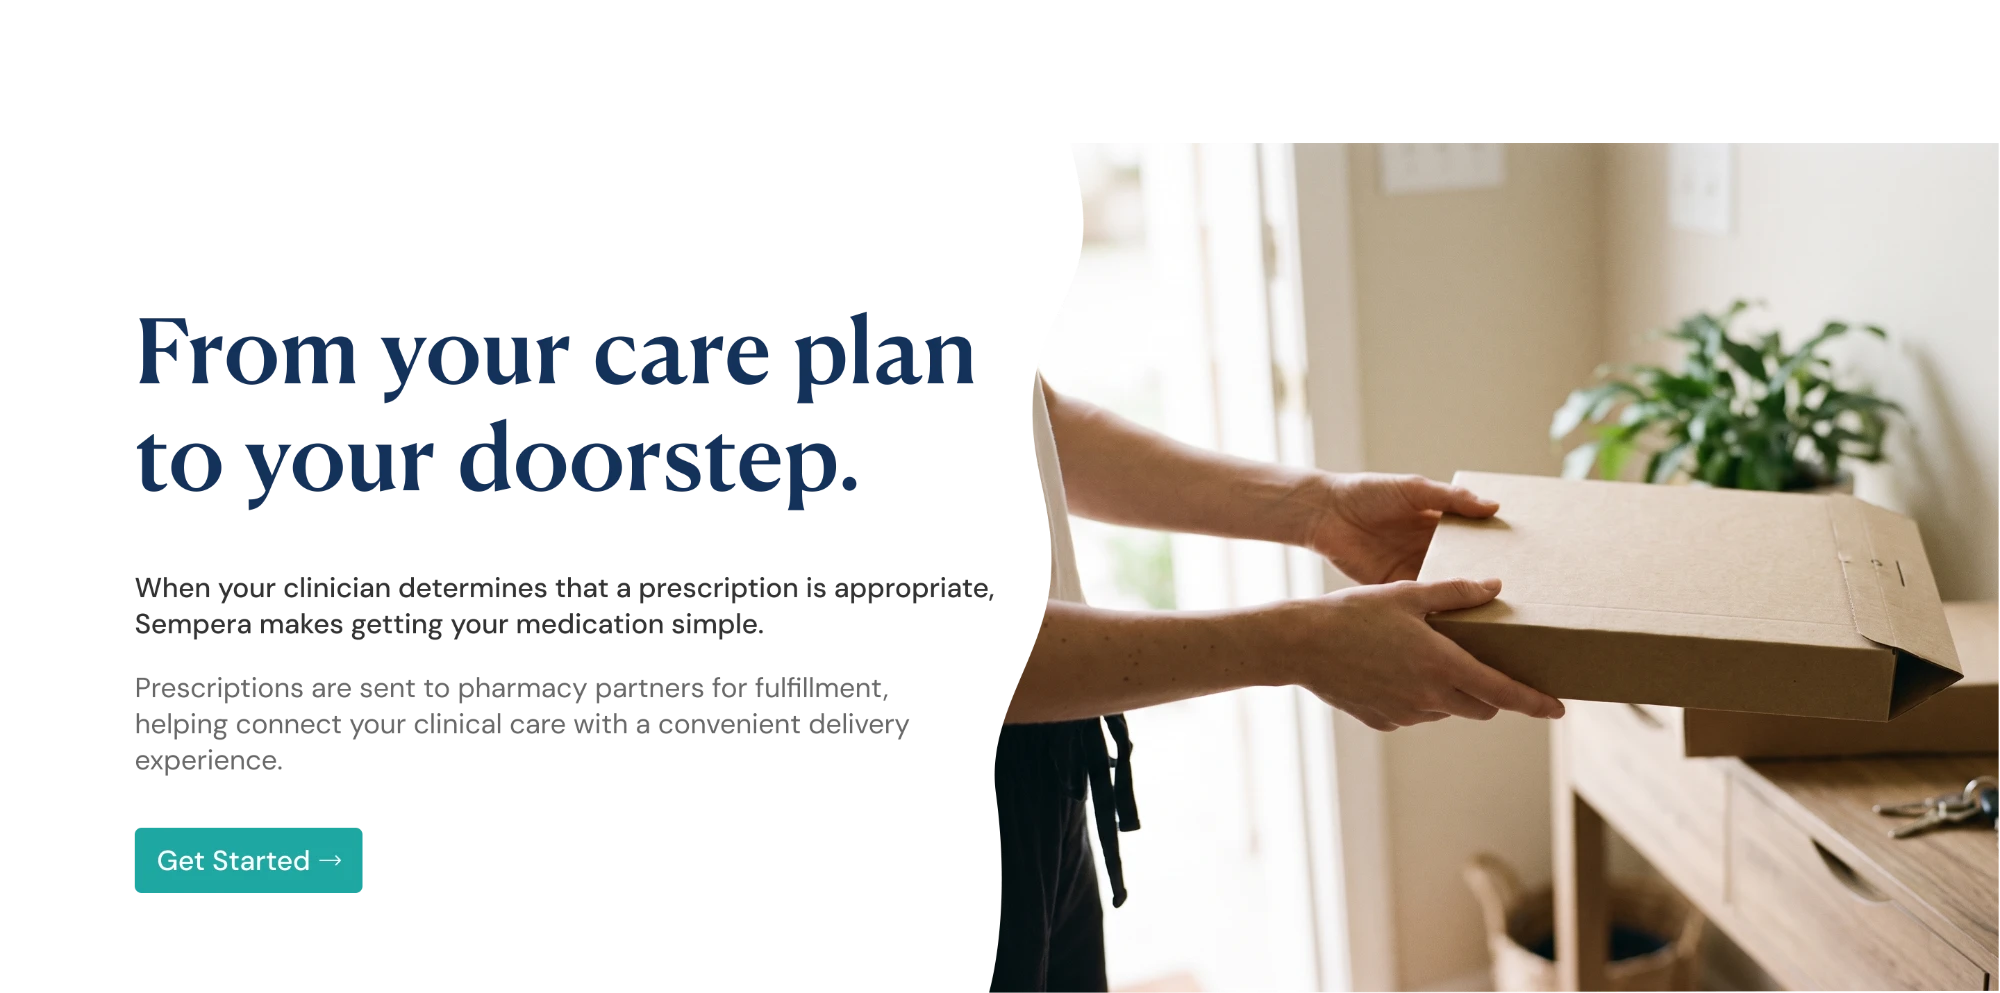 From your care plan
to your doorstep.
When your clinician determines that a prescription is appropriate,
Sempera makes getting your medication simple.
Prescriptions are sent to pharmacy partners for fulfillment,
helping connect your clinical care with a convenient delivery
experience.
Get Started →